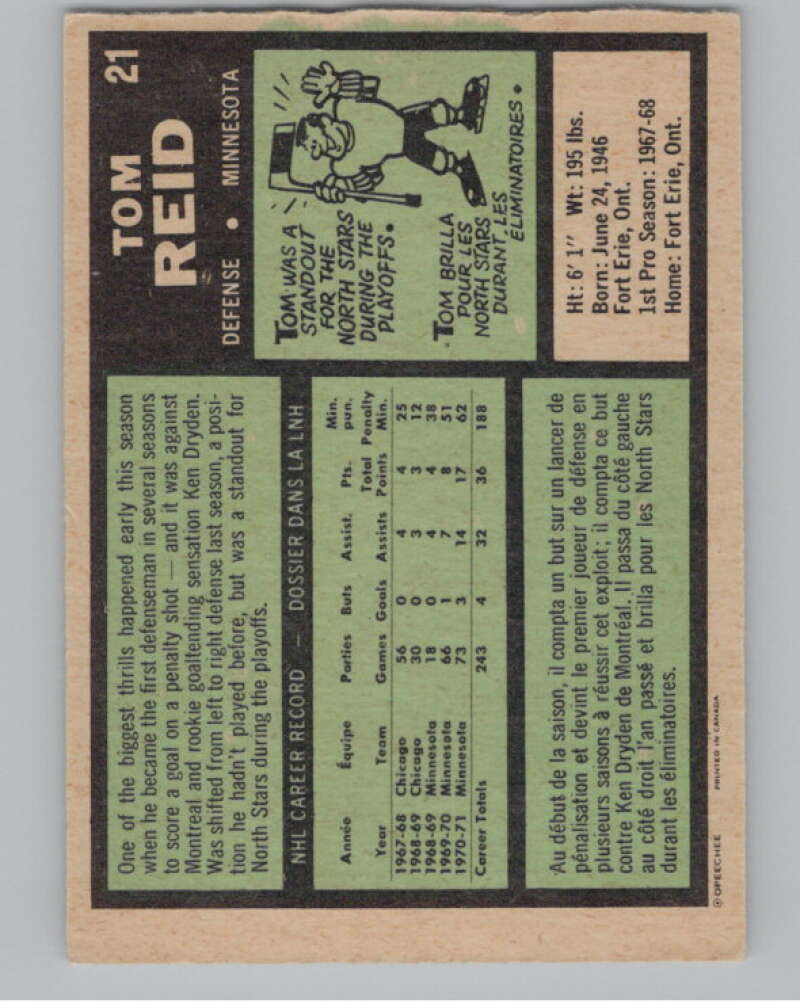 TOM 21
REID
DEFENSE • MINNESOTA
One of the biggest thrills happened early this season
when he became the first defenseman in several seasons
to score a goal on a penalty shot — and it was against
Montreal and rookie goaltending sensation Ken Dryden.
Was shifted from left to right defense last season, a posi-
tion he hadn't played before, but was a standout for
North Stars during the playoffs.
TOM WAS A
STANDOUT
FOR THE
NORTH STARS
DURING THE
PLAYOFFS.
TOM BRILLA
POUR LES
NORTH STARS
DURANT LES
ÉLIMINATOIRES.
NHL CAREER RECORD — DOSSIER DANS LA LNH
Année Équipe Parties Buts Assist. Pts. Min. pun.
Year Team Games Goals Assists Total Points Penalty Min.
1967-68 Chicago 56 0 4 4 25
1968-69 Chicago 30 0 3 3 12
1968-69 Minnesota 18 0 4 4 38
1969-70 Minnesota 66 1 7 8 51
1970-71 Minnesota 73 3 14 17 62
Career Totals 243 4 32 36 188
Ht: 6' 1" Wt: 195 lbs.
Born: June 24, 1946
Fort Erie, Ont.
1st Pro Season: 1967-68
Home: Fort Erie, Ont.
Au début de la saison, il compta un but sur un lancer de
pénalisation et devint le premier joueur de défense en
plusieurs saisons à réussir cet exploit; il compta ce but
contre Ken Dryden de Montréal. Il passa du côté gauche
au côté droit l'an passé et brilla pour les North Stars
durant les éliminatoires.
© OPEECHEE PRINTED IN CANADA